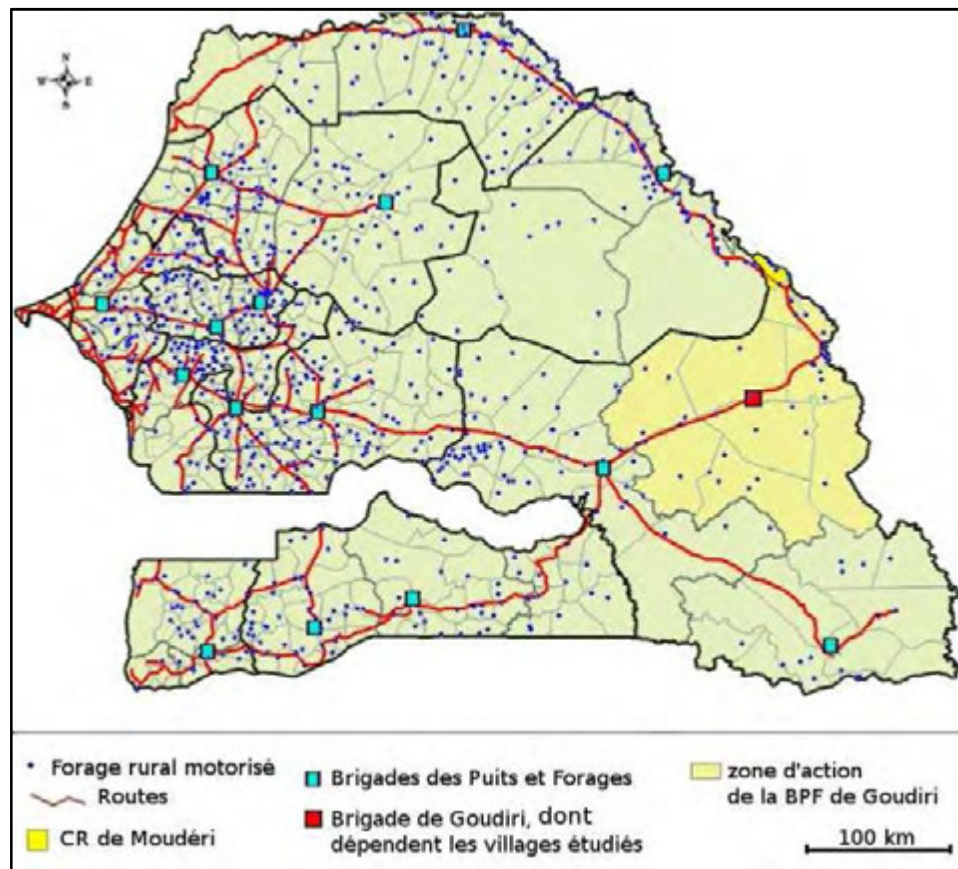 N
W E
S
Forage rural motorisé
Routes
CR de Moudéri
Brigades des Puits et Forages
Brigade de Goudiri, dont
dépendent les villages étudiés
zone d'action
de la BPF de Goudiri
100 km